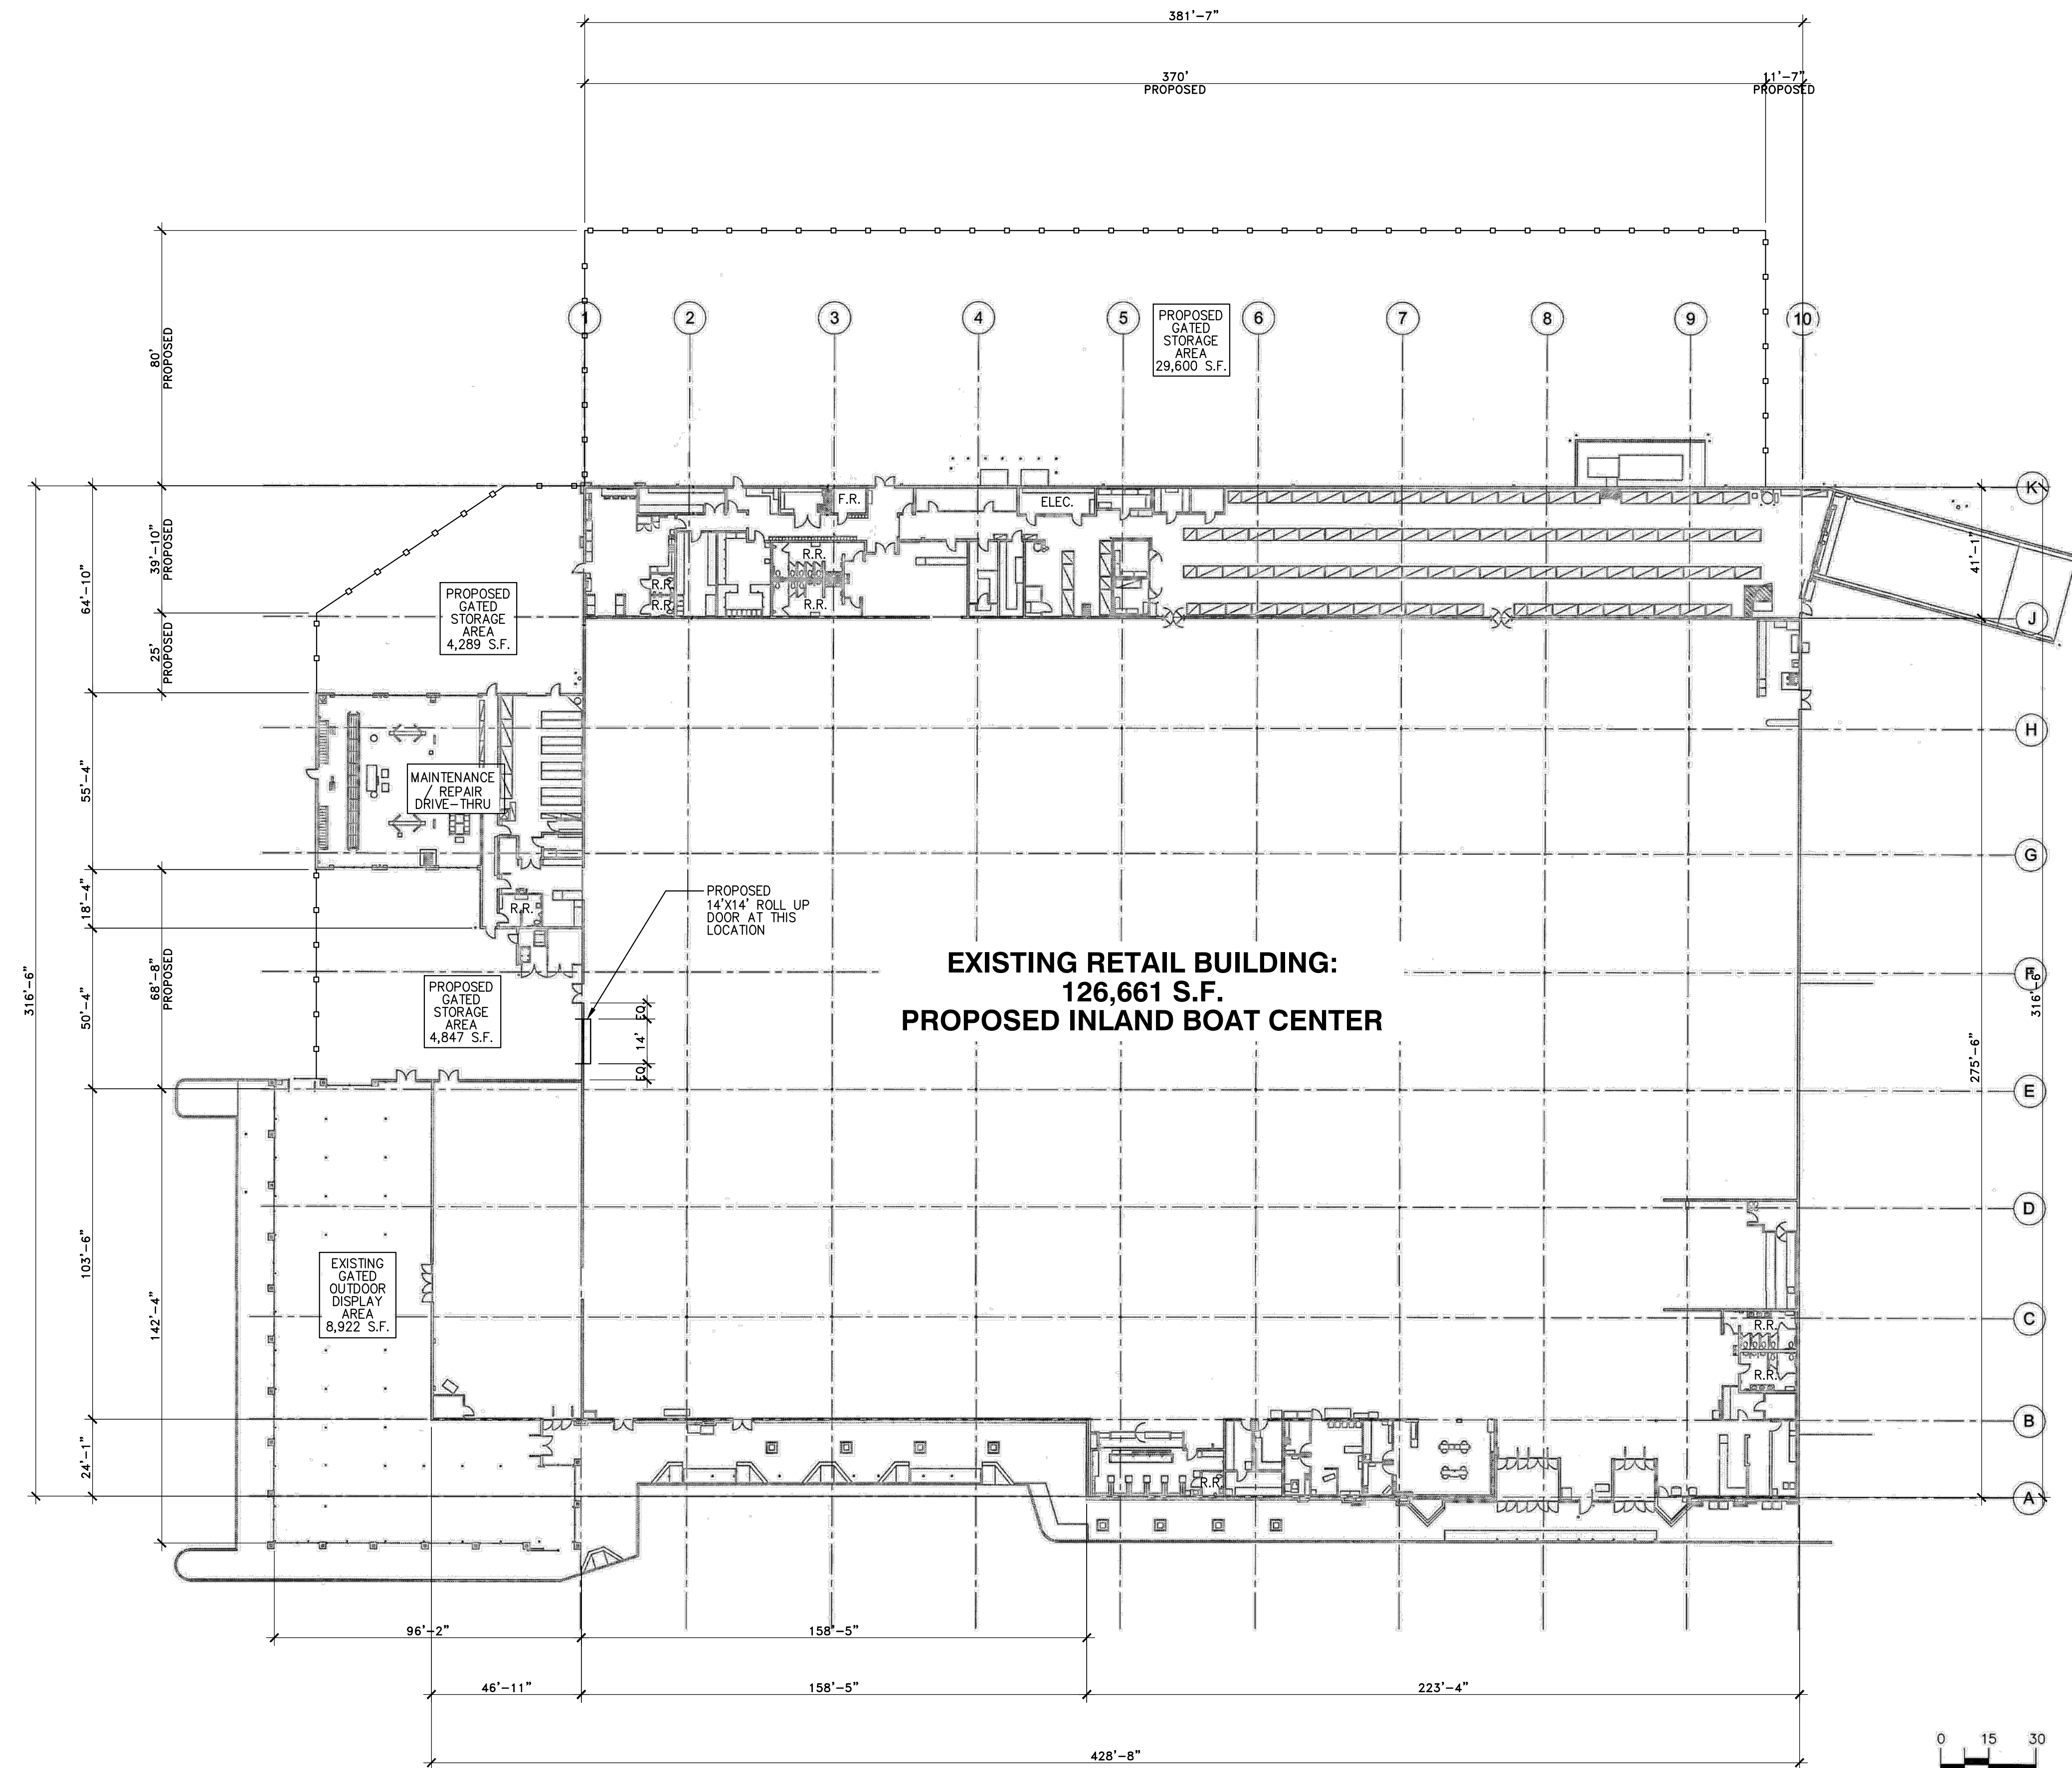 381'-7"
370'
PROPOSED
11'-7"
PROPOSED
80'
PROPOSED
1
2
3
4
5
6
7
8
9
10
PROPOSED
GATED
STORAGE
AREA
29,600 S.F.
K
39'-10"
PROPOSED
64'-10"
F.R.
ELEC.
R.R.
R.R.
R.R.
R.R.
41'-1"
J
PROPOSED
GATED
STORAGE
AREA
4,289 S.F.
25'
PROPOSED
H
55'-4"
MAINTENANCE
/ REPAIR
DRIVE-THRU
G
18'-4"
R.R.
PROPOSED
14'X14' ROLL UP
DOOR AT THIS
LOCATION
316'-6"
50'-4"
68'-8"
PROPOSED
PROPOSED
GATED
STORAGE
AREA
4,847 S.F.
EQ
14'
EQ
EXISTING RETAIL BUILDING:
126,661 S.F.
PROPOSED INLAND BOAT CENTER
F
316'-6"
275'-6"
E
D
103'-6"
142'-4"
EXISTING
GATED
OUTDOOR
DISPLAY
AREA
8,922 S.F.
C
R.R.
R.R.
B
24'-1"
R.R.
A
96'-2"
158'-5"
46'-11"
158'-5"
223'-4"
428'-8"
0 15 30